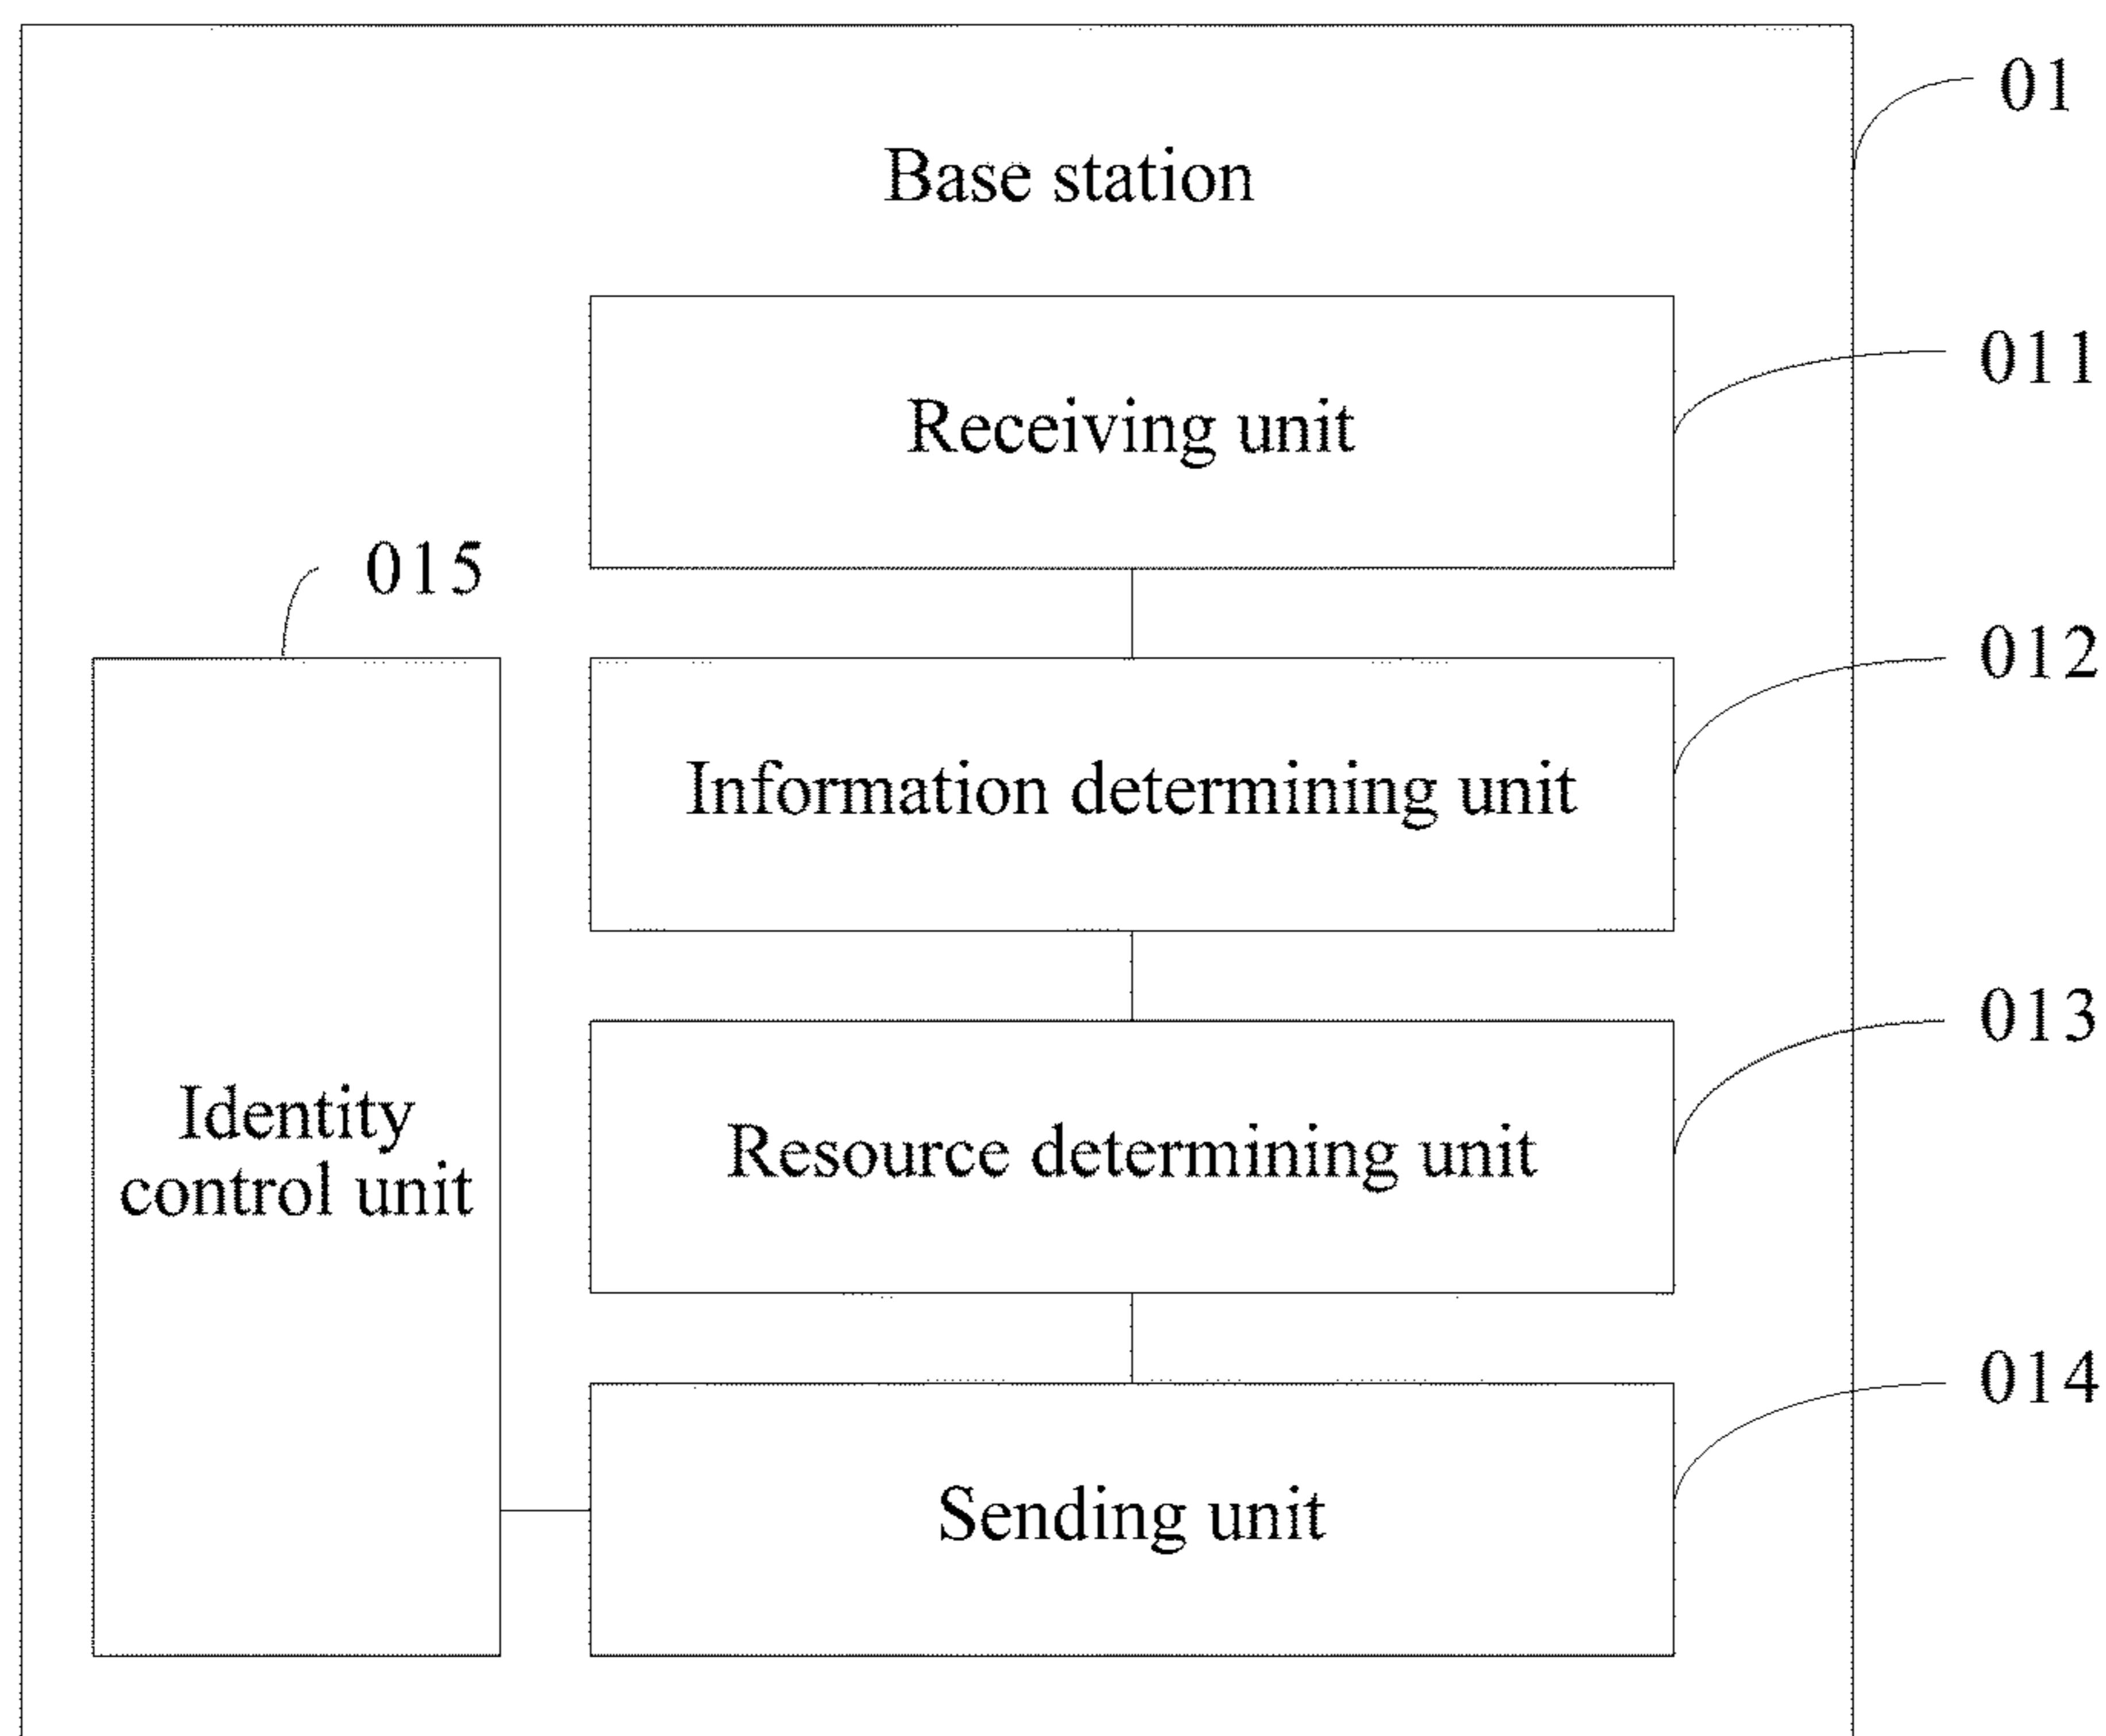 01
Base station
011
Receiving unit
015
012
Information determining unit
013
Identity
control unit
Resource determining unit
014
Sending unit